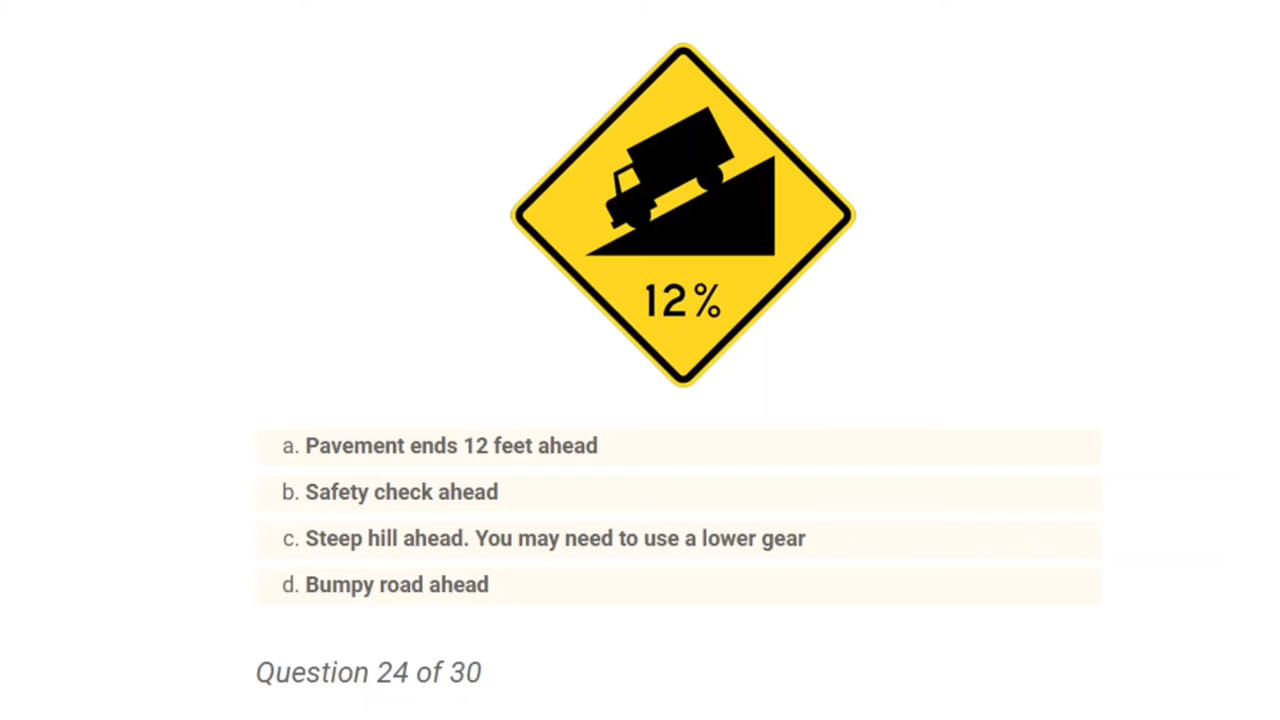 12%
a. Pavement ends 12 feet ahead
b. Safety check ahead
c. Steep hill ahead. You may need to use a lower gear
d. Bumpy road ahead
Question 24 of 30